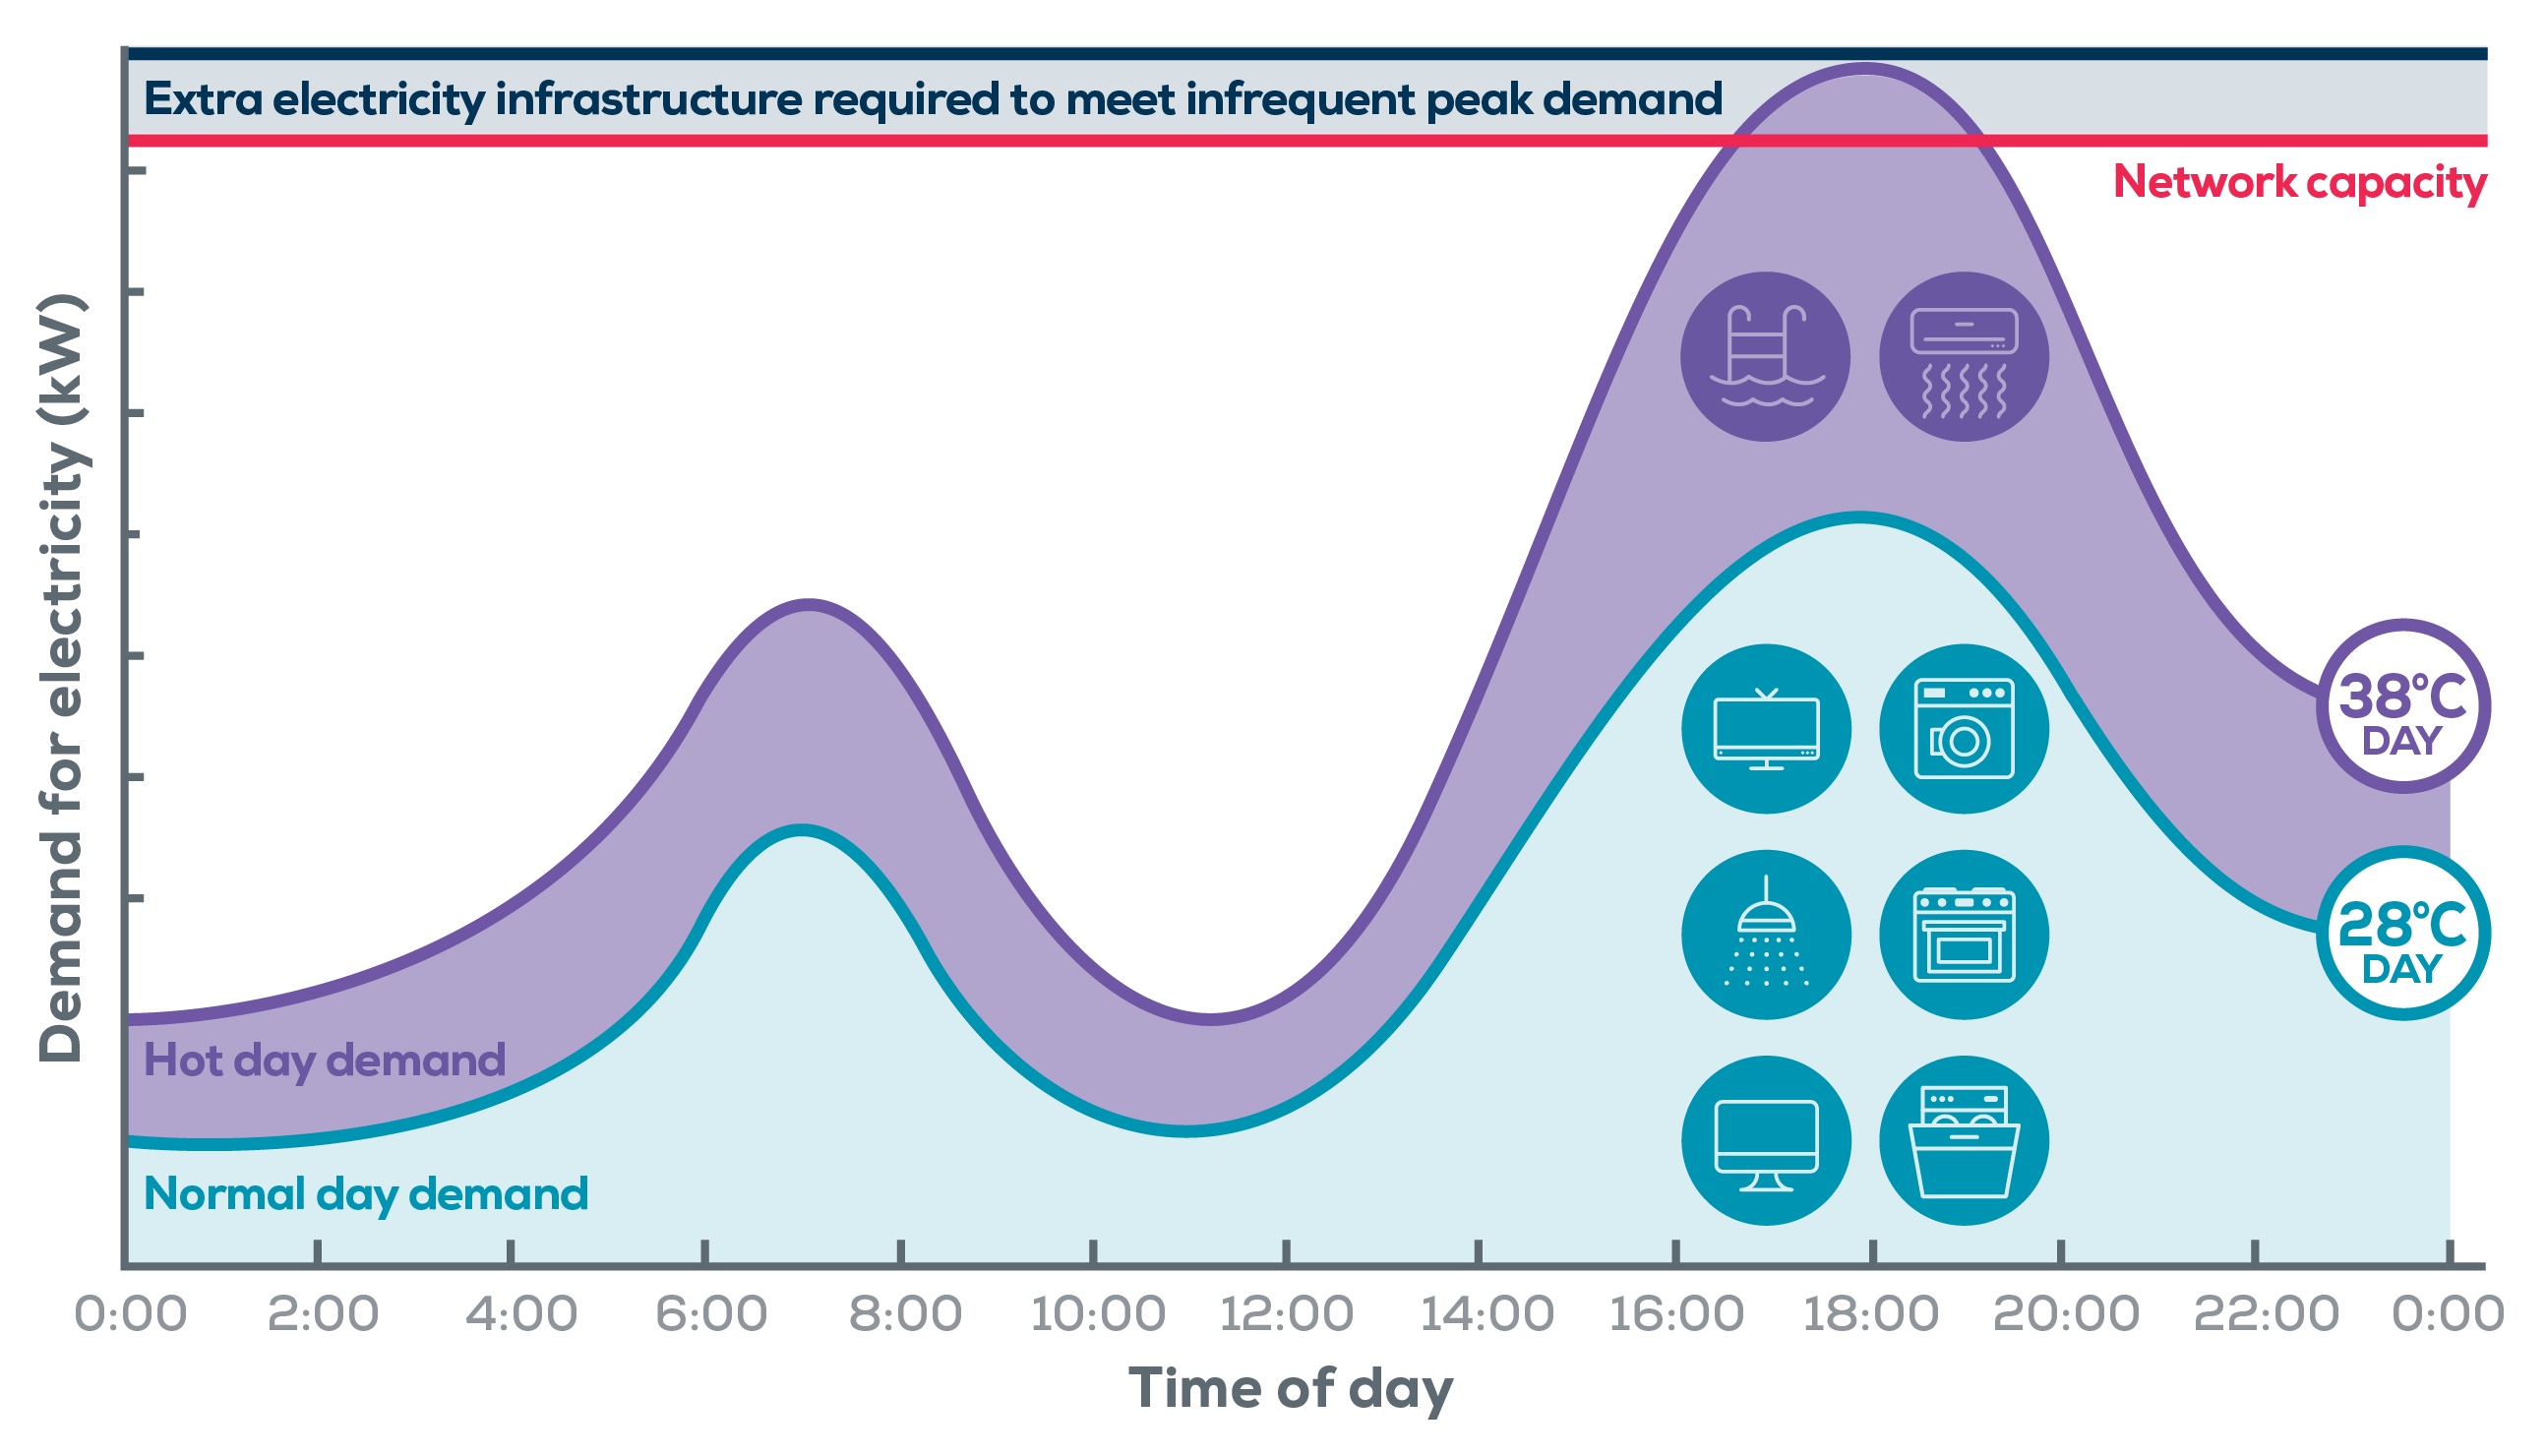 Extra electricity infrastructure required to meet infrequent peak demand
Network capacity
Demand for electricity (kW)
38°C
DAY
28°C
DAY
Hot day demand
Normal day demand
0:00 2:00 4:00 6:00 8:00 10:00 12:00 14:00 16:00 18:00 20:00 22:00 0:00
Time of day